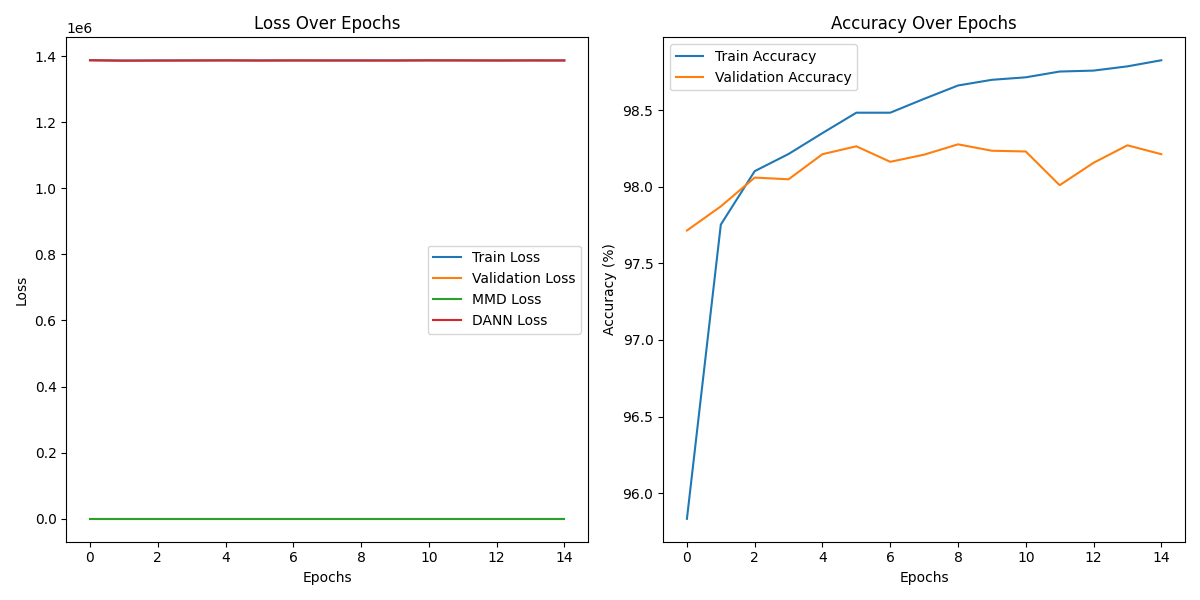 Loss Over Epochs
1e6
1.4
1.2
1.0
0.8
0.6
0.4
0.2
0.0
Loss
0 2 4 6 8 10 12 14
Epochs
Train Loss
Validation Loss
MMD Loss
DANN Loss
Accuracy Over Epochs
Train Accuracy
Validation Accuracy
98.5
98.0
97.5
97.0
96.5
96.0
Accuracy (%)
0 2 4 6 8 10 12 14
Epochs